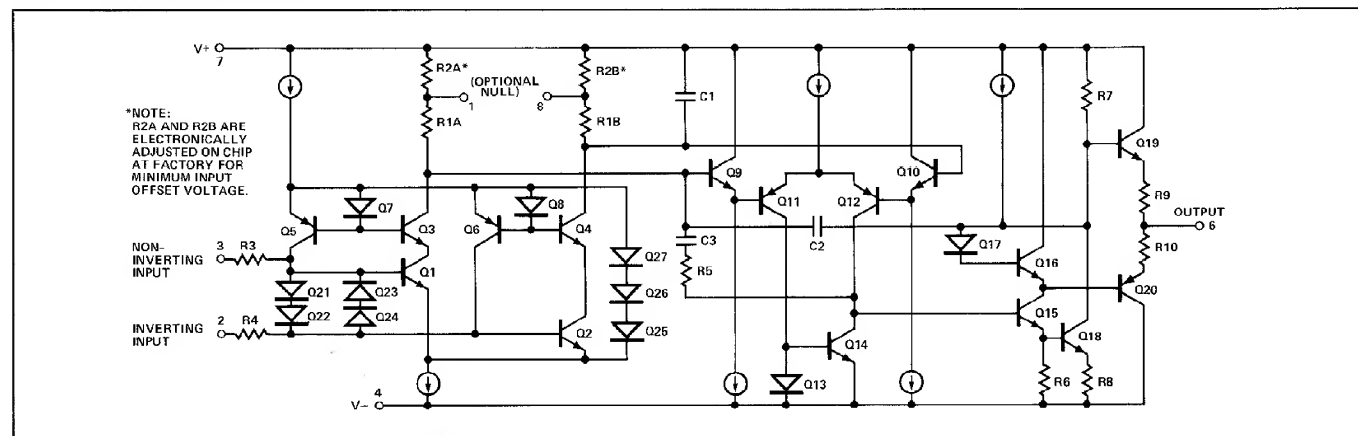 V+
7
R2A*
(OPTIONAL
NULL)
1
8
R2B*
C1
R7
*NOTE:
R2A AND R2B ARE
ELECTRONICALLY
ADJUSTED ON CHIP
AT FACTORY FOR
MINIMUM INPUT
OFFSET VOLTAGE.
R1A
R1B
Q19
Q9
Q10
Q7
Q8
Q11
Q12
R9
OUTPUT
6
Q5
Q3
Q6
Q4
C2
NON-
INVERTING
INPUT
3
R3
C3
Q17
R10
Q1
Q27
R5
Q16
Q21
Q23
Q26
Q20
Q22
Q24
INVERTING
INPUT
2
R4
Q2
Q25
Q15
Q14
Q18
Q13
R6
R8
V-
4